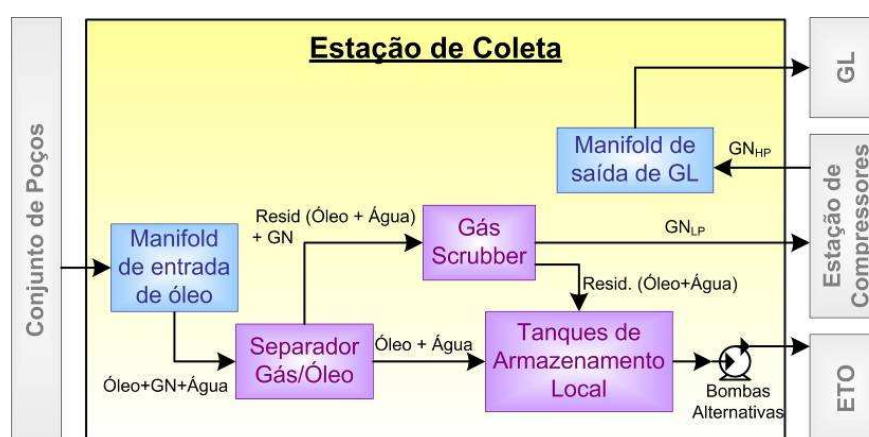 Estação de Coleta
Conjunto de Poços
Manifold
de entrada
de óleo
Óleo+GN+Água
Separador
Gás/Óleo
Resid (Óleo + Água)
+ GN
Óleo + Água
Gás
Scrubber
GN_LP
Resid. (Óleo+Água)
Tanques de
Armazenamento
Local
Bombas
Alternativas
Manifold de
saída de GL
GN_HP
GL
Estação de
Compressores
ETO